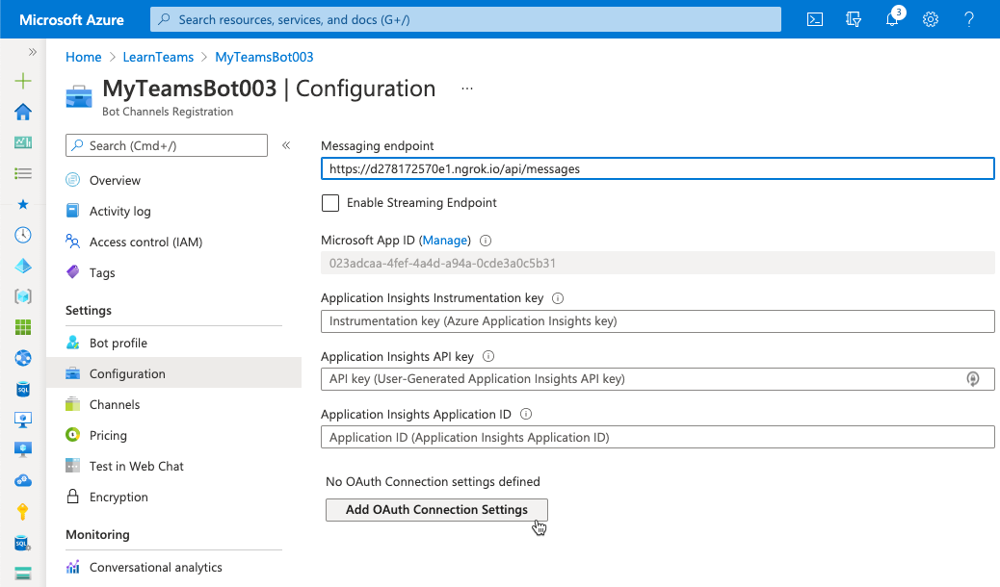 Microsoft Azure
Search resources, services, and docs (G+/)
3
Home > LearnTeams > MyTeamsBot003
MyTeamsBot003 | Configuration ...
Bot Channels Registration
Search (Cmd+/)
Overview
Activity log
Access control (IAM)
Tags
Settings
Bot profile
Configuration
Channels
Pricing
Test in Web Chat
Encryption
Monitoring
Conversational analytics
Messaging endpoint
https://d278172570e1.ngrok.io/api/messages
Enable Streaming Endpoint
Microsoft App ID (Manage)
023adcaa-4fef-4a4d-a94a-0cde3a0c5b31
Application Insights Instrumentation key
Instrumentation key (Azure Application Insights key)
Application Insights API key
API key (User-Generated Application Insights API key)
Application Insights Application ID
Application ID (Application Insights Application ID)
No OAuth Connection settings defined
Add OAuth Connection Settings
SQL
SQL